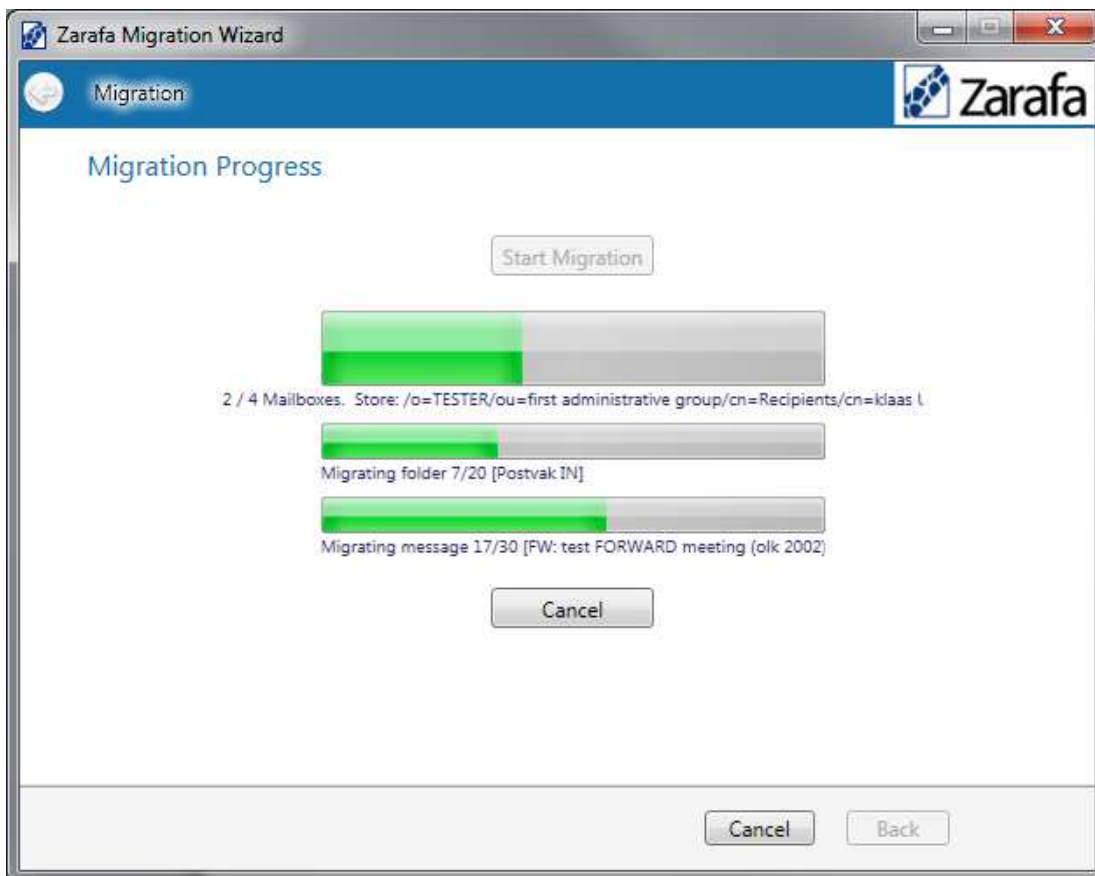 Zarafa Migration Wizard
Migration
Zarafa
Migration Progress
Start Migration
2 / 4 Mailboxes.  Store: /o=TESTER/ou=first administrative group/cn=Recipients/cn=klaas
Migrating folder 7/20 [Postvak IN]
Migrating message 17/30 [FW: test FORWARD meeting (olk 2002)
Cancel
Cancel
Back